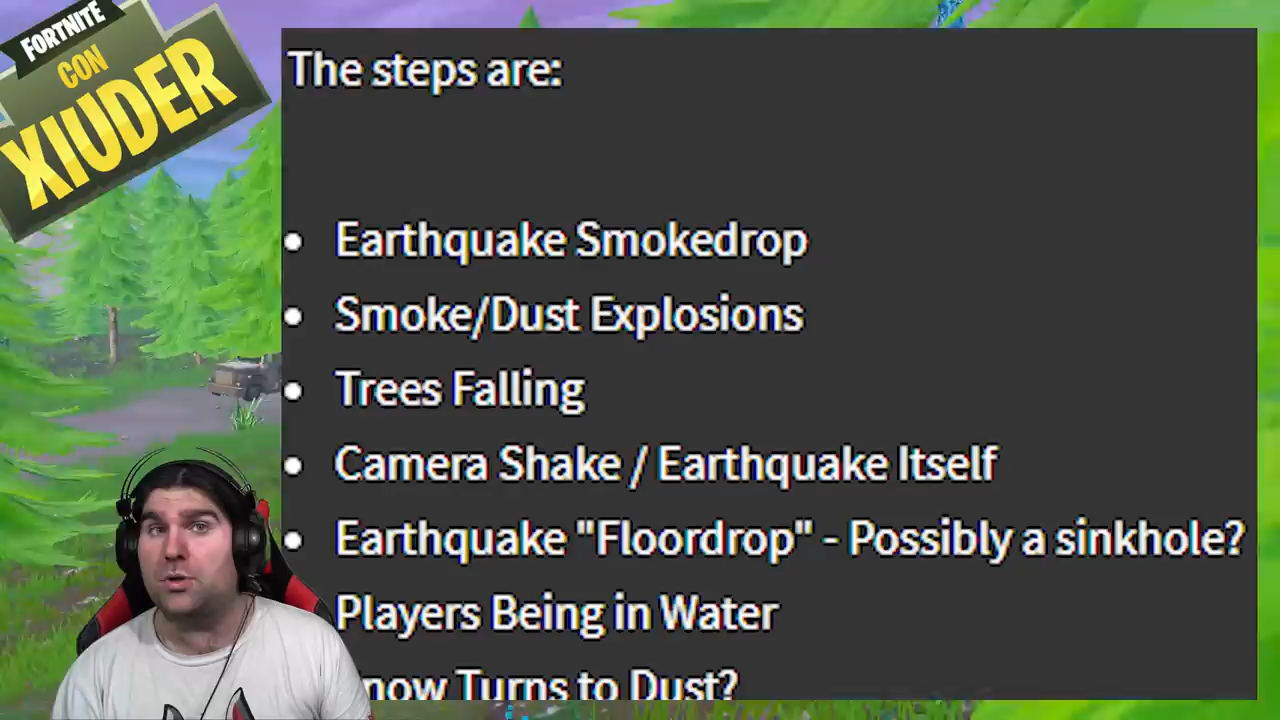 FORTNITE
CON
XIUDER
The steps are:
• Earthquake Smokedrop
• Smoke/Dust Explosions
• Trees Falling
• Camera Shake / Earthquake Itself
• Earthquake "Floordrop" - Possibly a sinkhole?
Players Being in Water
now Turns to Dust?